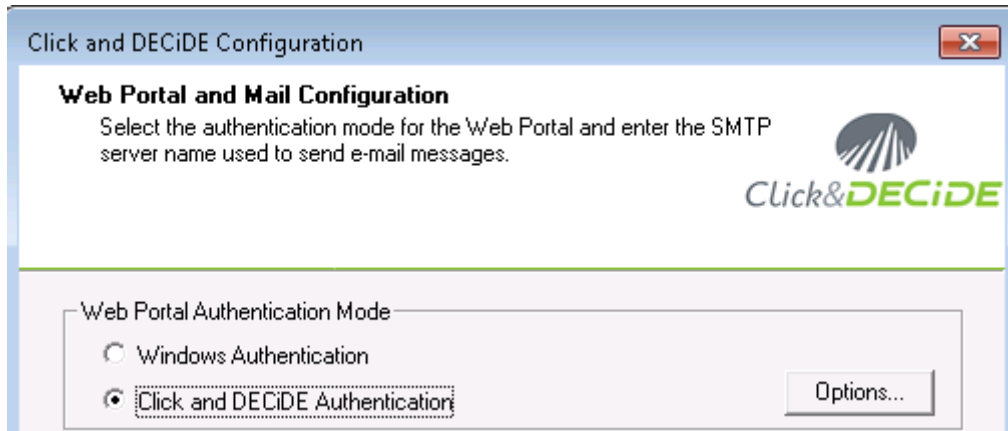 Click and DECiDE Configuration
Web Portal and Mail Configuration
Select the authentication mode for the Web Portal and enter the SMTP
server name used to send e-mail messages.
Click&DECiDE
Web Portal Authentication Mode
Windows Authentication
Click and DECiDE Authentication
Options...